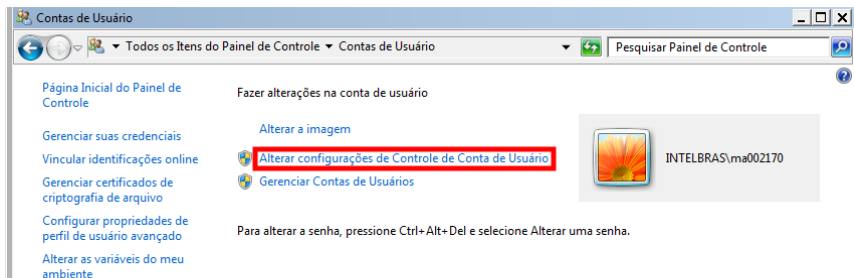 Contas de Usuário
Todos os Itens do Painel de Controle Contas de Usuário
Pesquisar Painel de Controle
Página Inicial do Painel de
Controle
Gerenciar suas credenciais
Vincular identificações online
Gerenciar certificados de
criptografia de arquivo
Configurar propriedades de
perfil de usuário avançado
Alterar as variáveis do meu
ambiente
Fazer alterações na conta de usuário
Alterar a imagem
Alterar configurações de Controle de Conta de Usuário
Gerenciar Contas de Usuários
INTELBRAS\ma002170
Para alterar a senha, pressione Ctrl+Alt+Del e selecione Alterar uma senha.